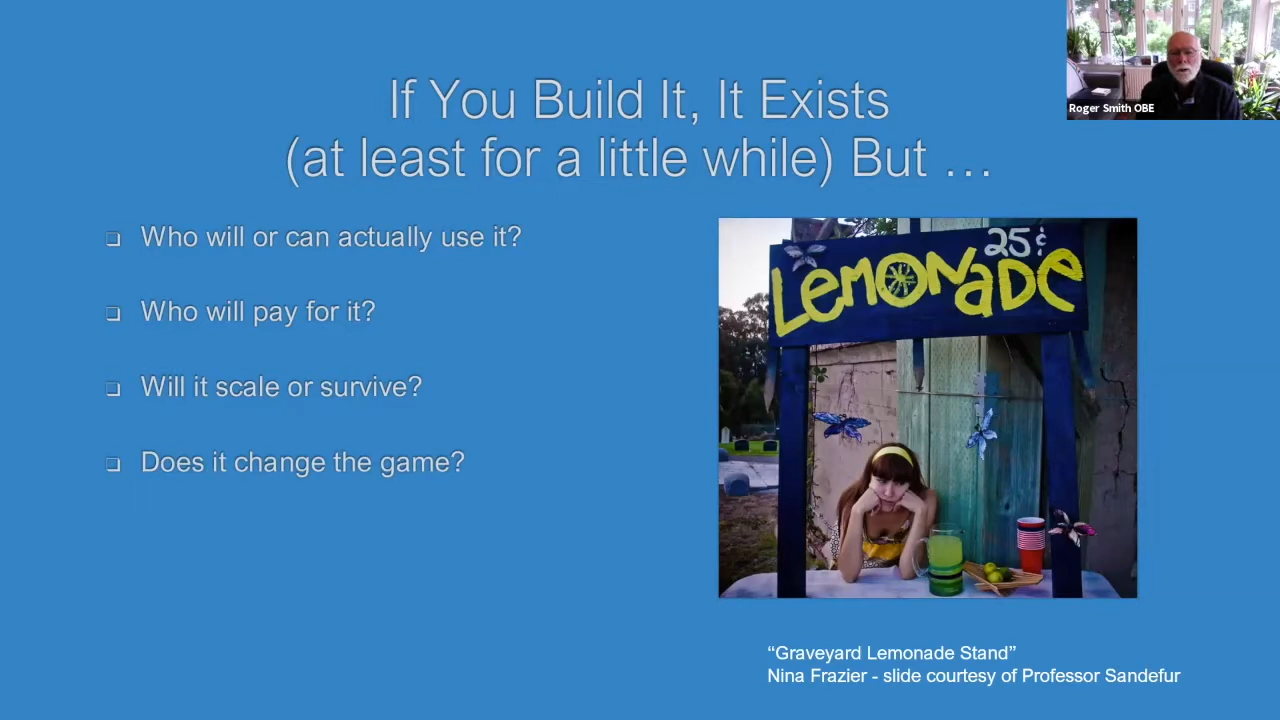 If You Build It, It Exists
(at least for a little while) But …
Who will or can actually use it?
Who will pay for it?
Will it scale or survive?
Does it change the game?
25¢
LEMONADE
“Graveyard Lemonade Stand”
Nina Frazier - slide courtesy of Professor Sandefur
Roger Smith OBE